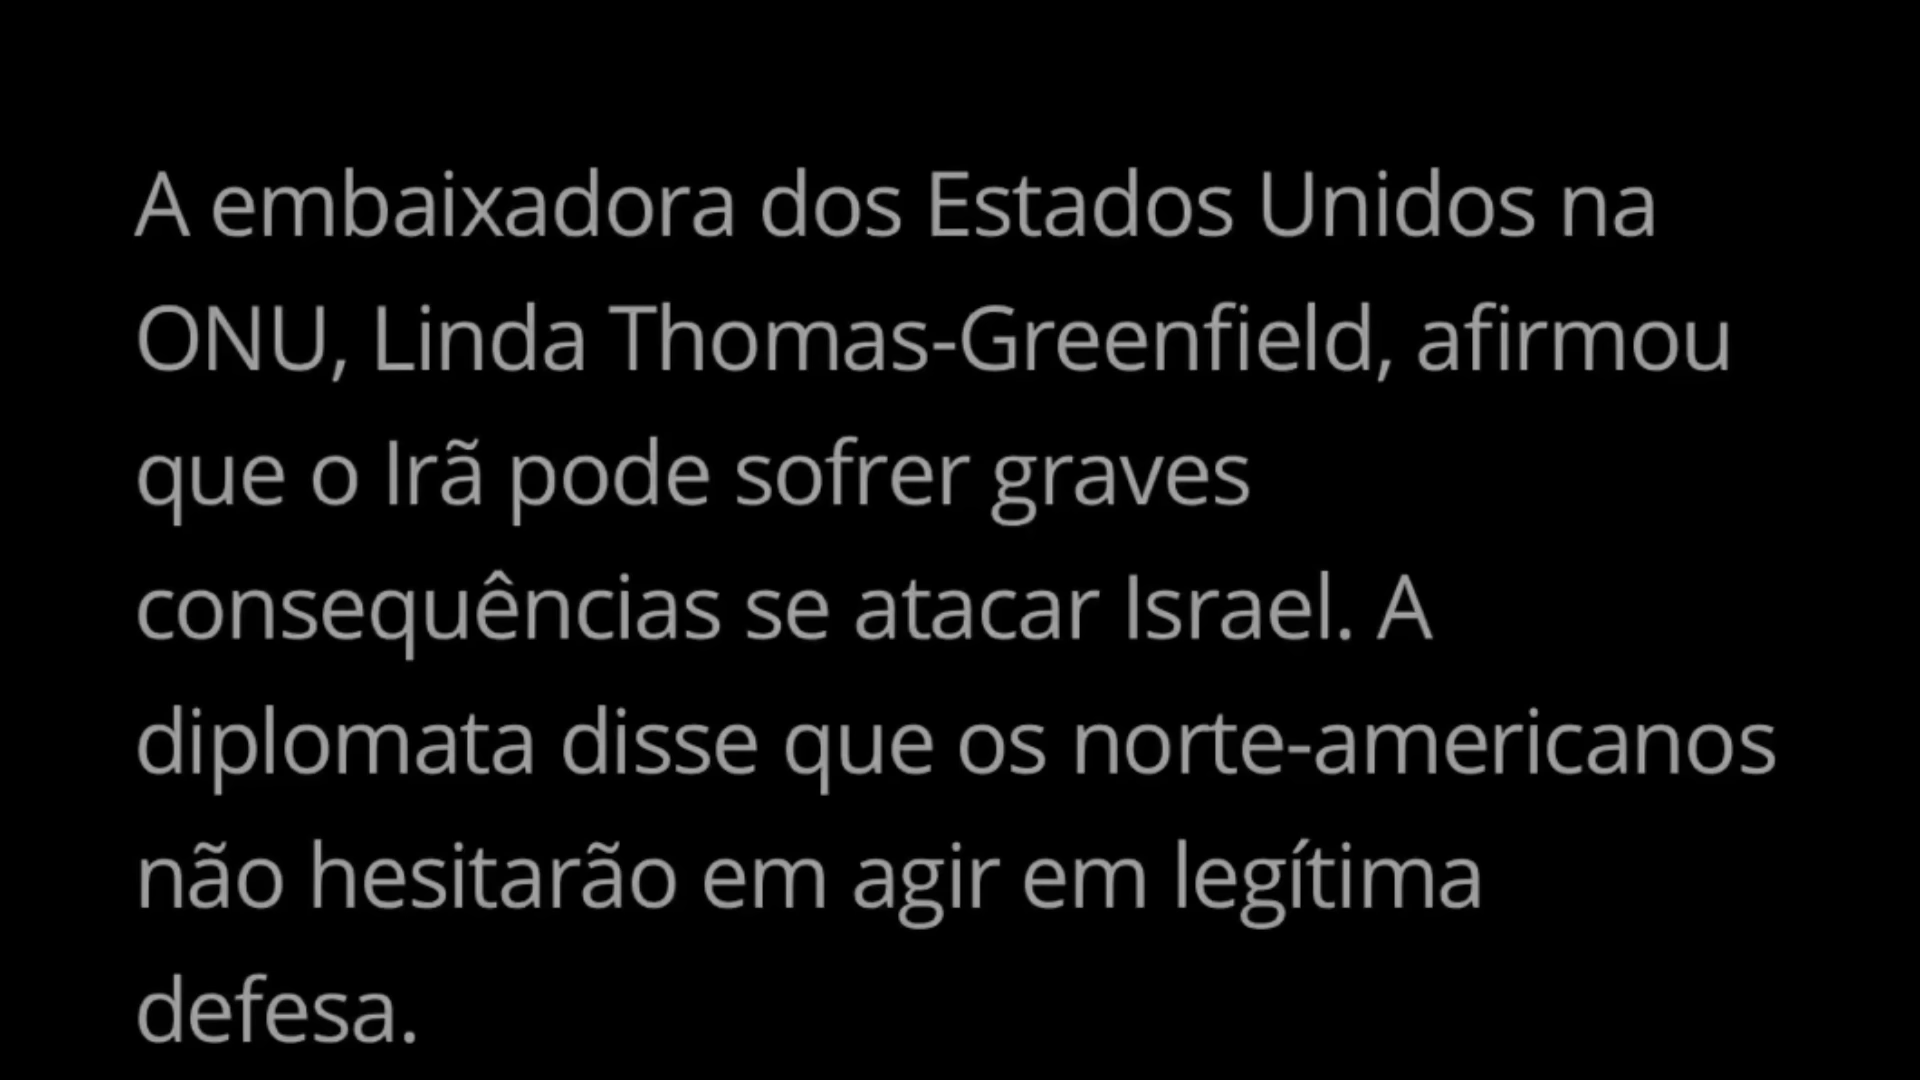 A embaixadora dos Estados Unidos na
ONU, Linda Thomas-Greenfield, afirmou
que o Irã pode sofrer graves
consequências se atacar Israel. A
diplomata disse que os norte-americanos
não hesitarão em agir em legítima
defesa.